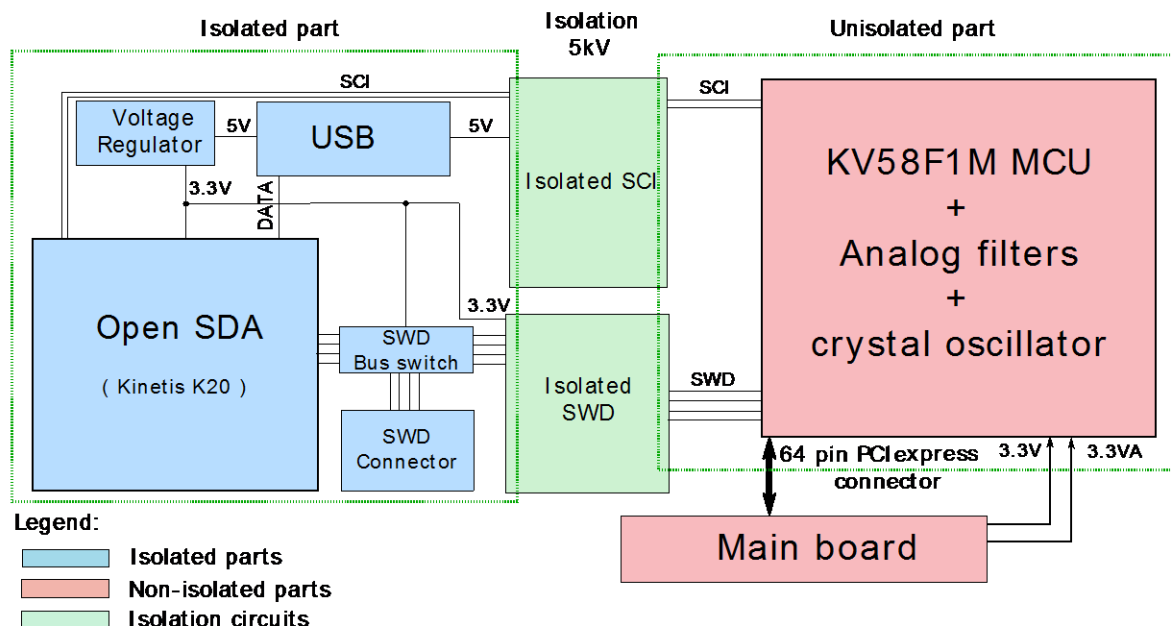 Isolated part
Isolation
5kV
Unisolated part
SCI
SCI
Voltage
Regulator
5V
USB
5V
3.3V
DATA
Isolated SCI
KV58F1M MCU
+
Analog filters
+
crystal oscillator
Open SDA
( Kinetis K20 )
3.3V
SWD
Bus switch
Isolated
SWD
SWD
SWD
Connector
64 pin PCIexpress
connector
3.3V
3.3VA
Main board
Legend:
Isolated parts
Non-isolated parts
Isolation circuits